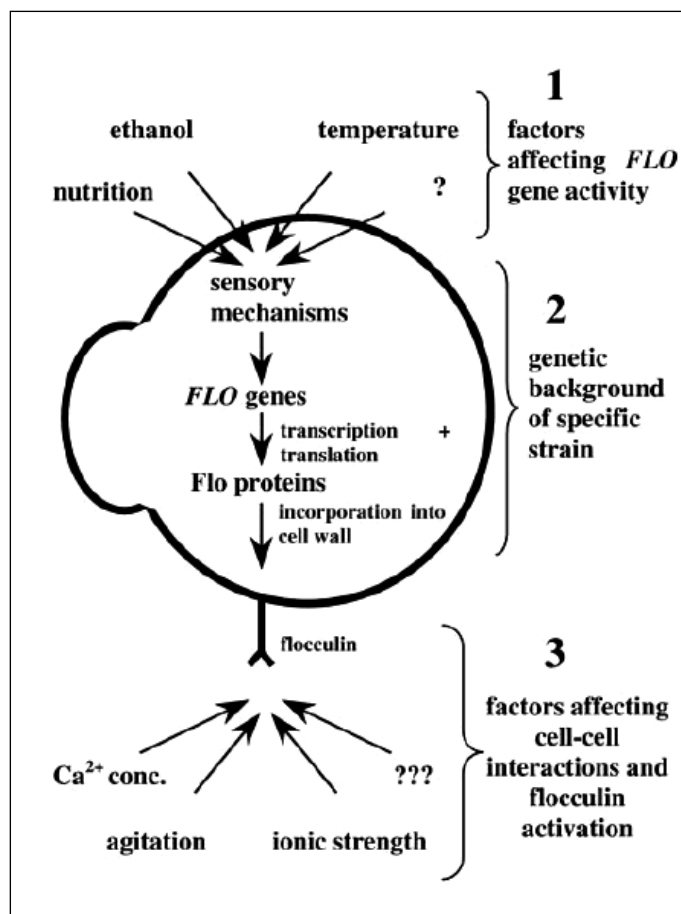 1
ethanol
temperature
factors
affecting FLO
gene activity
nutrition
?
sensory
mechanisms
2
genetic
background
of specific
strain
FLO genes
transcription +
translation
Flo proteins
incorporation into
cell wall
flocculin
3
factors affecting
cell-cell
interactions and
flocculin
activation
Ca²⁺ conc.
???
agitation
ionic strength